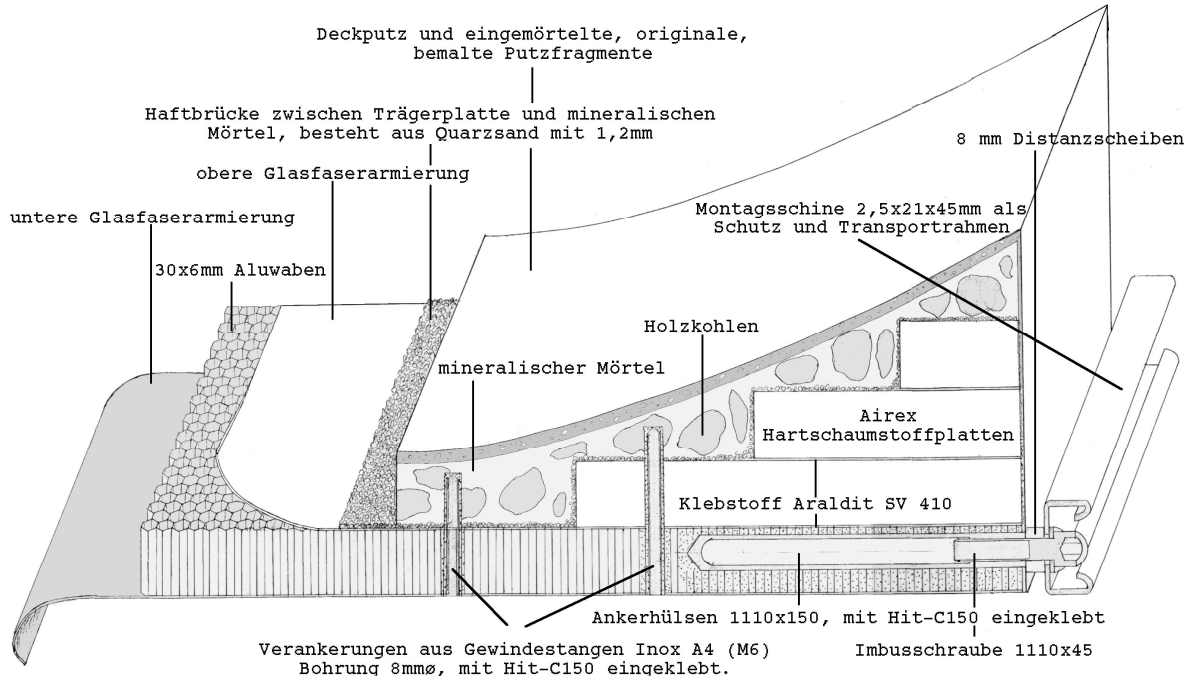 Deckputz und eingemörtelte, originale,
bemalte Putzfragmente
Haftbrücke zwischen Trägerplatte und mineralischen
Mörtel, besteht aus Quarzsand mit 1,2mm
8 mm Distanzscheiben
obere Glasfaserarmierung
untere Glasfaserarmierung
Montagsschine 2,5x21x45mm als
Schutz und Transportrahmen
30x6mm Aluwaben
Holzkohlen
mineralischer Mörtel
Airex
Hartschaumstoffplatten
Klebstoff Araldit SV 410
Ankerhülsen 1110x150, mit Hit-C150 eingeklebt
Verankerungen aus Gewindestangen Inox A4 (M6)
Bohrung 8mmø, mit Hit-C150 eingeklebt.
Imbusschraube 1110x45